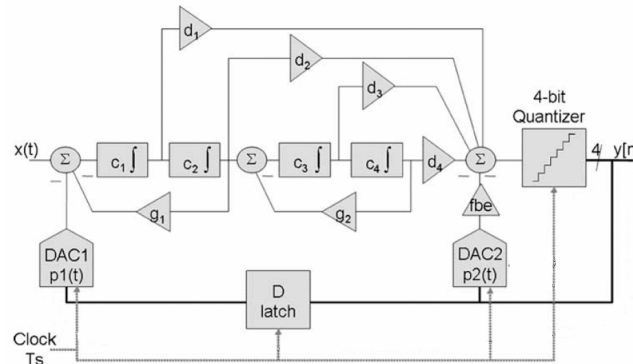 d1
d2
d3
4-bit
Quantizer
x(t)
Σ
c1 ∫
c2 ∫
Σ
c3 ∫
c4 ∫
d4
Σ
4
y[n
g1
g2
fbe
DAC1
p1(t)
D
latch
DAC2
p2(t)
Clock
Ts